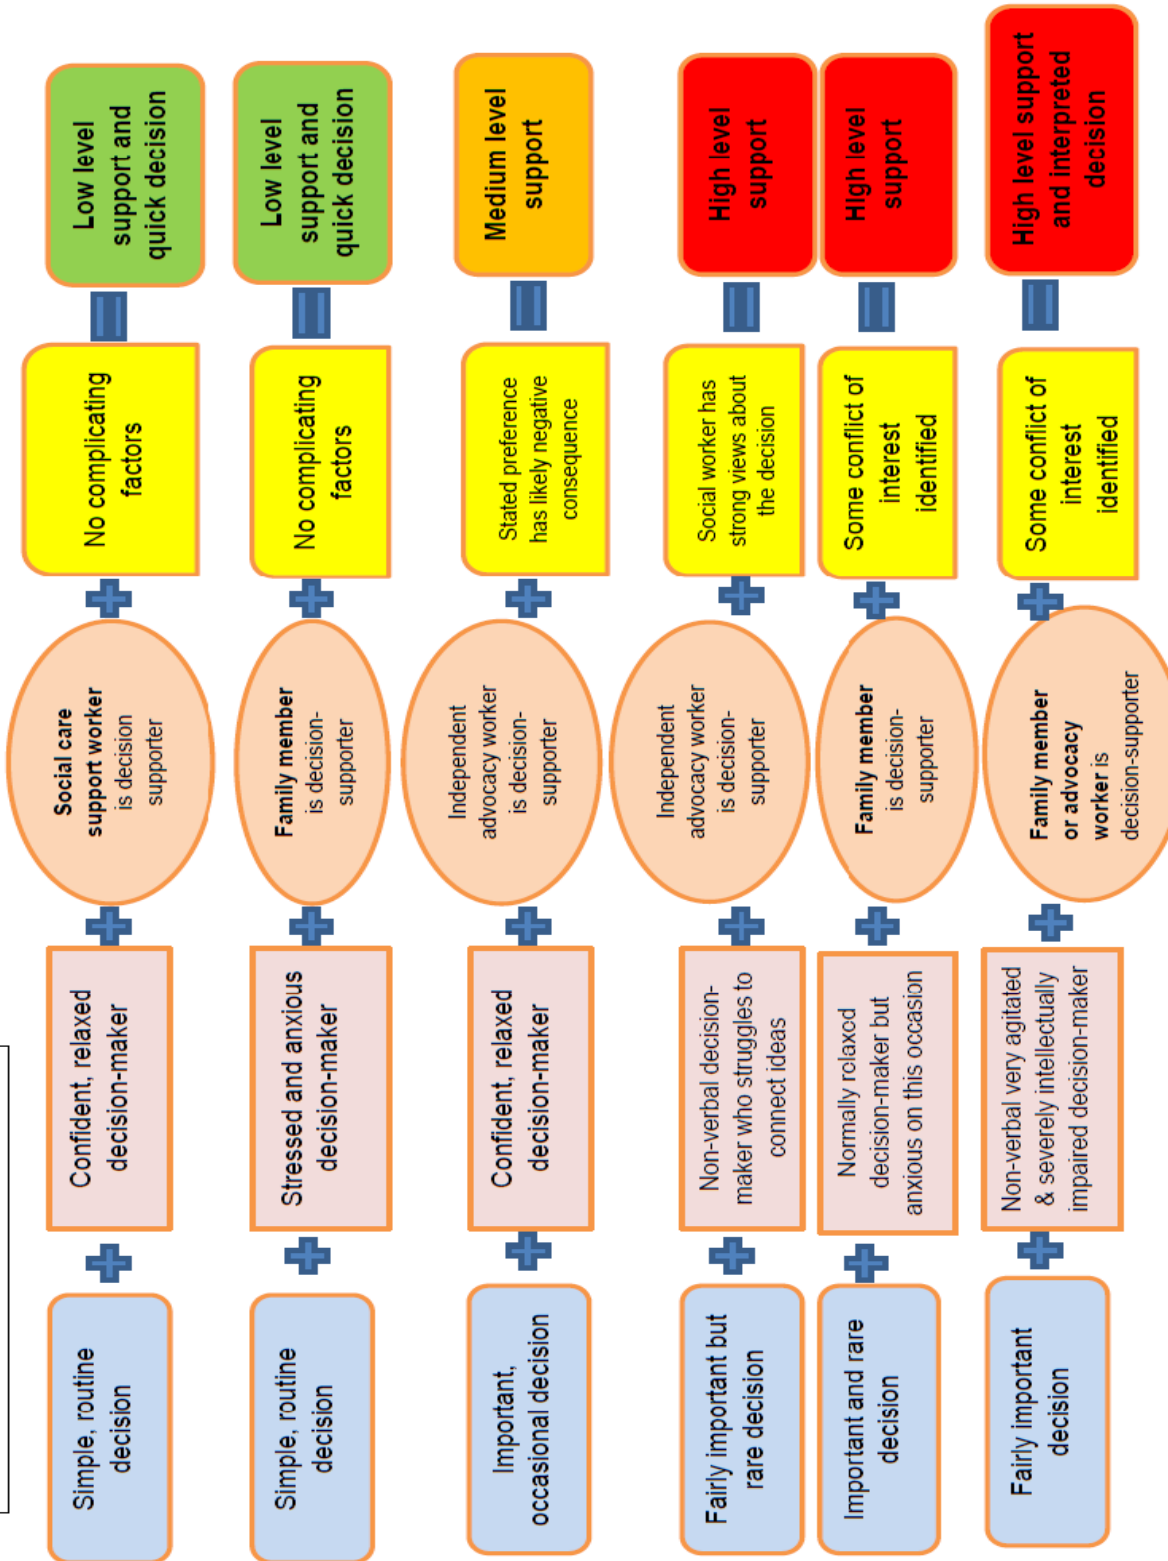 Simple, routine
decision
Confident, relaxed
decision-maker
Social care
support worker
is decision
supporter
No complicating
factors
Low level
support and
quick decision
Simple, routine
decision
Stressed and anxious
decision-maker
Family member
is decision-
supporter
No complicating
factors
Low level
support and
quick decision
Important,
occasional decision
Confident, relaxed
decision-maker
Independent
advocacy worker
is decision-
supporter
Stated preference
has likely negative
consequence
Medium level
support
Fairly important but
rare decision
Non-verbal decision-
maker who struggles to
connect ideas
Independent
advocacy worker
is decision-
supporter
Social worker has
strong views about
the decision
High level
support
Important and rare
decision
Normally relaxod
decision-maker but
anxious on this occasion
Family member
is decision-
supporter
Some conflict of
interest
identified
HIgh level
support
Fairly important
decision
Non-verbal very agitated
& severely intellectually
impaired decision-maker
Family member
or advocacy
worker is
decision-supporter
Some conflict of
interest
identified
High level support
and interpreted
decision